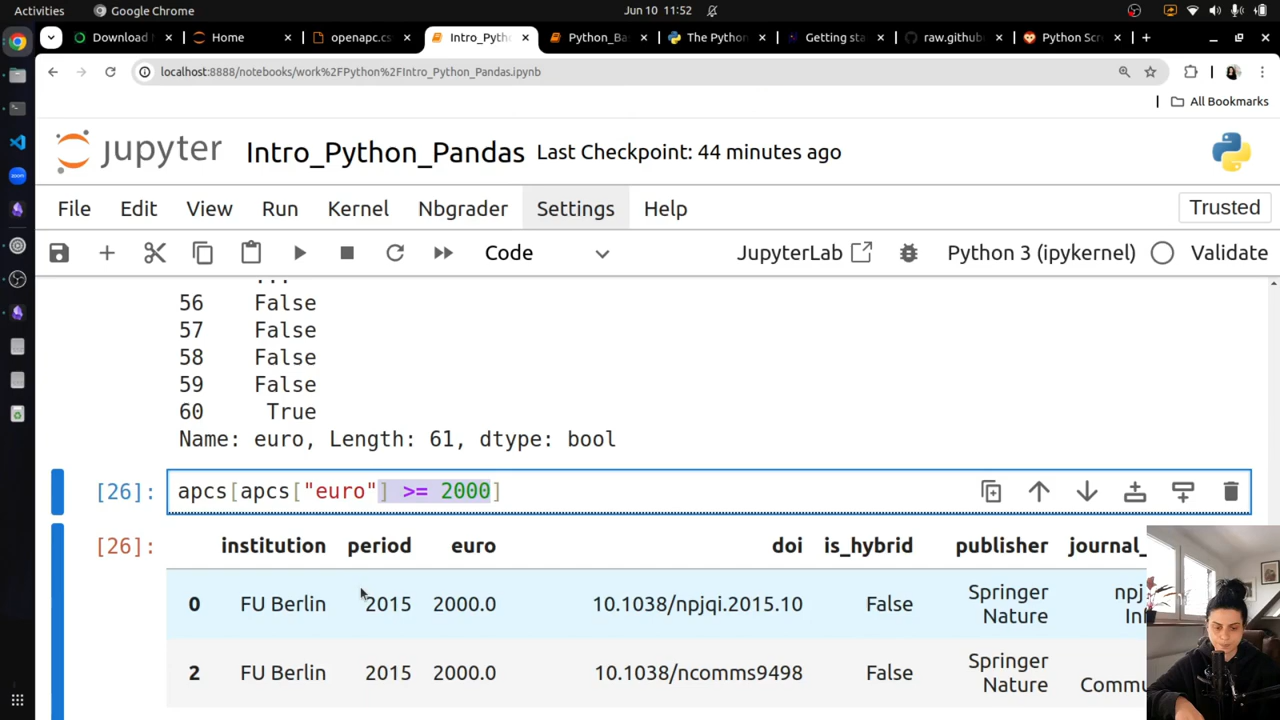 Activities Google Chrome Jun 10 11:52
Download Home openapc.cs Intro_Pyth Python_Ba The Python Getting sta raw.github Python Scr
localhost:8888/notebooks/work%2FPython%2FIntro_Python_Pandas.ipynb
All Bookmarks
jupyter Intro_Python_Pandas Last Checkpoint: 44 minutes ago
File Edit View Run Kernel Nbgrader Settings Help Trusted
Code JupyterLab Python 3 (ipykernel) Validate
...
56 False
57 False
58 False
59 False
60 True
Name: euro, Length: 61, dtype: bool
[26]: apcs[apcs["euro"] >= 2000]
[26]: institution period euro doi is_hybrid publisher journal_
0 FU Berlin 2015 2000.0 10.1038/npjqi.2015.10 False Springer Nature npj
2 FU Berlin 2015 2000.0 10.1038/ncomms9498 False Springer Nature Commu